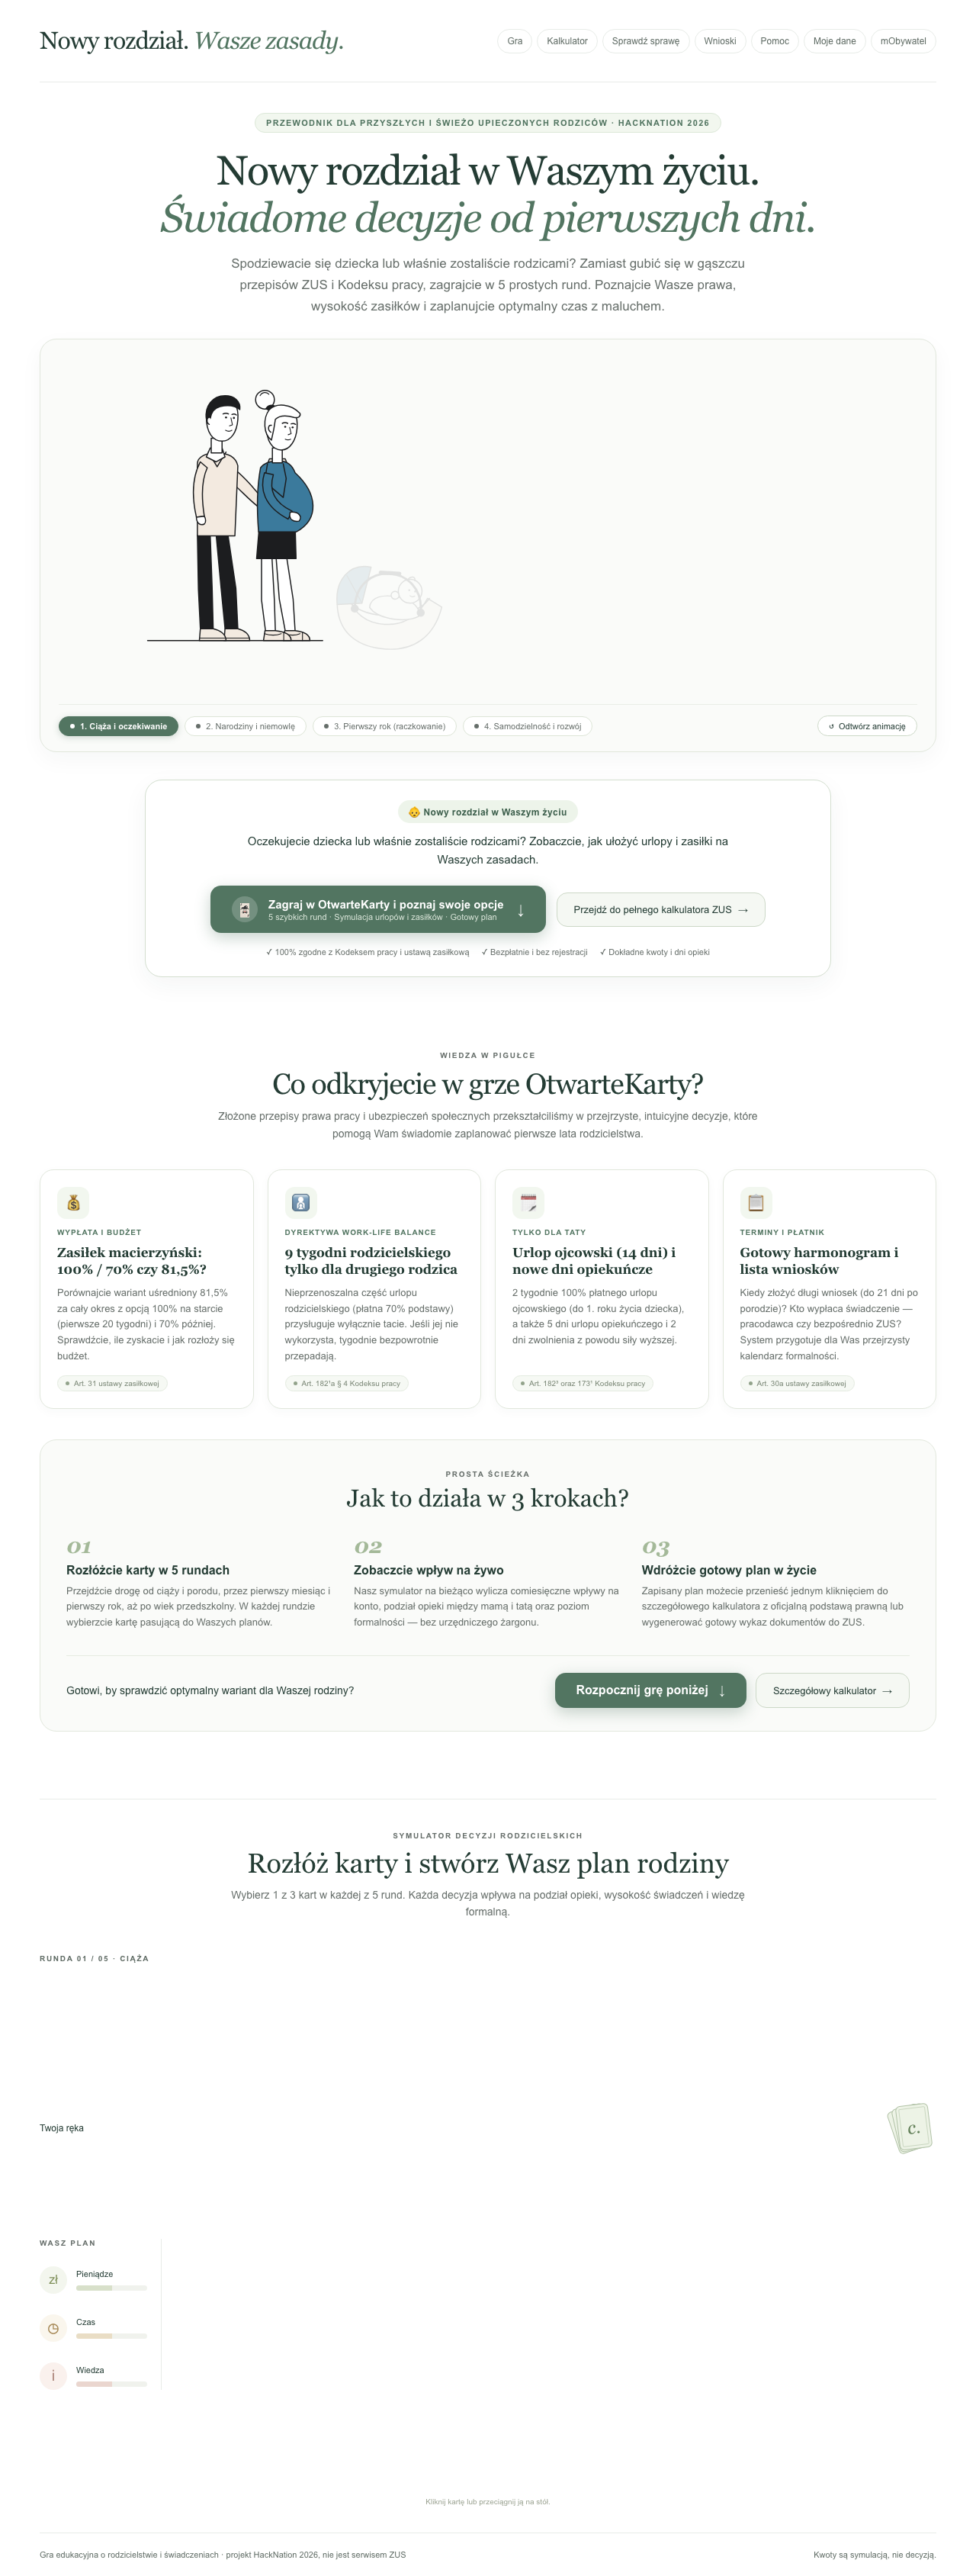 Nowy rozdział. Wasze zasady.
Gra
Kalkulator
Sprawdź sprawę
Wnioski
Pomoc
Moje dane
mObywatel
PRZEWODNIK DLA PRZYSZŁYCH I ŚWIEŻO UPIECZONYCH RODZICÓW · HACKNATION 2026
Nowy rozdział w Waszym życiu.
Świadome decyzje od pierwszych dni.
Spodziewacie się dziecka lub właśnie zostaliście rodzicami? Zamiast gubić się w gąszczu
przepisów ZUS i Kodeksu pracy, zagrajcie w 5 prostych rund. Poznajcie Wasze prawa,
wysokość zasiłków i zaplanujcie optymalny czas z maluchem.
1. Ciąża i oczekiwanie
2. Narodziny i niemowlę
3. Pierwszy rok (raczkowanie)
4. Samodzielność i rozwój
↺ Odtwórz animację
Nowy rozdział w Waszym życiu
Oczekujecie dziecka lub właśnie zostaliście rodzicami? Zobaczcie, jak ułożyć urlopy i zasiłki na
Waszych zasadach.
Zagraj w OtwarteKarty i poznaj swoje opcje ↓
5 szybkich rund · Symulacja urlopów i zasiłków · Gotowy plan
Przejdź do pełnego kalkulatora ZUS →
✓ 100% zgodne z Kodeksem pracy i ustawą zasiłkową
✓ Bezpłatnie i bez rejestracji
✓ Dokładne kwoty i dni opieki
WIEDZA W PIGUŁCE
Co odkryjecie w grze OtwarteKarty?
Złożone przepisy prawa pracy i ubezpieczeń społecznych przekształciliśmy w przejrzyste, intuicyjne decyzje, które
pomogą Wam świadomie zaplanować pierwsze lata rodzicielstwa.
WYPŁATA I BUDŻET
Zasiłek macierzyński:
100% / 70% czy 81,5%?
Porównajcie wariant uśredniony 81,5%
za cały okres z opcją 100% na starcie
(pierwsze 20 tygodni) i 70% później.
Sprawdźcie, ile zyskacie i jak rozłoży się
budżet.
Art. 31 ustawy zasiłkowej
DYREKTYWA WORK-LIFE BALANCE
9 tygodni rodzicielskiego
tylko dla drugiego rodzica
Nieprzenoszalna część urlopu
rodzicielskiego (płatna 70% podstawy)
przysługuje wyłącznie tacie. Jeśli jej nie
wykorzysta, tygodnie bezpowrotnie
przepadają.
Art. 182¹a § 4 Kodeksu pracy
TYLKO DLA TATY
Urlop ojcowski (14 dni) i
nowe dni opiekuńcze
2 tygodnie 100% płatnego urlopu
ojcowskiego (do 1. roku życia dziecka),
a także 5 dni urlopu opiekuńczego i 2
dni zwolnienia z powodu siły wyższej.
Art. 182³ oraz 173¹ Kodeksu pracy
TERMINY I PŁATNIK
Gotowy harmonogram i
lista wniosków
Kiedy złożyć długi wniosek (do 21 dni po
porodzie)? Kto wypłaca świadczenie —
pracodawca czy bezpośrednio ZUS?
System przygotuje dla Was przejrzysty
kalendarz formalności.
Art. 30a ustawy zasiłkowej
PROSTA ŚCIEŻKA
Jak to działa w 3 krokach?
01
Rozłóżcie karty w 5 rundach
Przejdźcie drogę od ciąży i porodu, przez pierwszy miesiąc i
pierwszy rok, aż po wiek przedszkolny. W każdej rundzie
wybierzcie kartę pasującą do Waszych planów.
02
Zobaczcie wpływ na żywo
Nasz symulator na bieżąco wylicza comiesięczne wpływy na
konto, podział opieki między mamą i tatą oraz poziom
formalności — bez urzędniczego żargonu.
03
Wdróżcie gotowy plan w życie
Zapisany plan możecie przenieść jednym kliknięciem do
szczegółowego kalkulatora z oficjalną podstawą prawną lub
wygenerować gotowy wykaz dokumentów do ZUS.
Gotowi, by sprawdzić optymalny wariant dla Waszej rodziny?
Rozpocznij grę poniżej ↓
Szczegółowy kalkulator →
SYMULATOR DECYZJI RODZICIELSKICH
Rozłóż karty i stwórz Wasz plan rodziny
Wybierz 1 z 3 kart w każdej z 5 rund. Każda decyzja wpływa na podział opieki, wysokość świadczeń i wiedzę
formalną.
RUNDA 01 / 05 · CIĄŻA
Twoja ręka
c.
WASZ PLAN
zł
Pieniądze
Czas
i
Wiedza
Kliknij kartę lub przeciągnij ją na stół.
Gra edukacyjna o rodzicielstwie i świadczeniach · projekt HackNation 2026, nie jest serwisem ZUS
Kwoty są symulacją, nie decyzją.